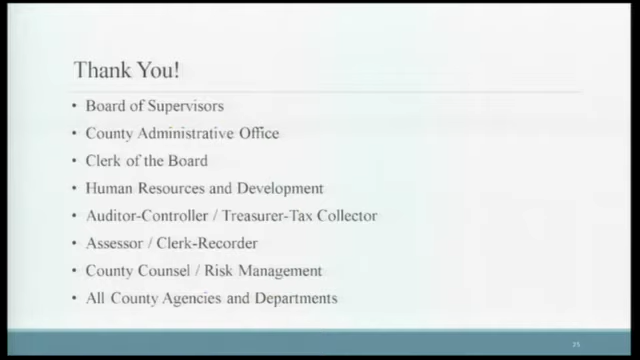 Thank You!
• Board of Supervisors
• County Administrative Office
• Clerk of the Board
• Human Resources and Development
• Auditor-Controller / Treasurer-Tax Collector
• Assessor / Clerk-Recorder
• County Counsel / Risk Management
• All County Agencies and Departments
25